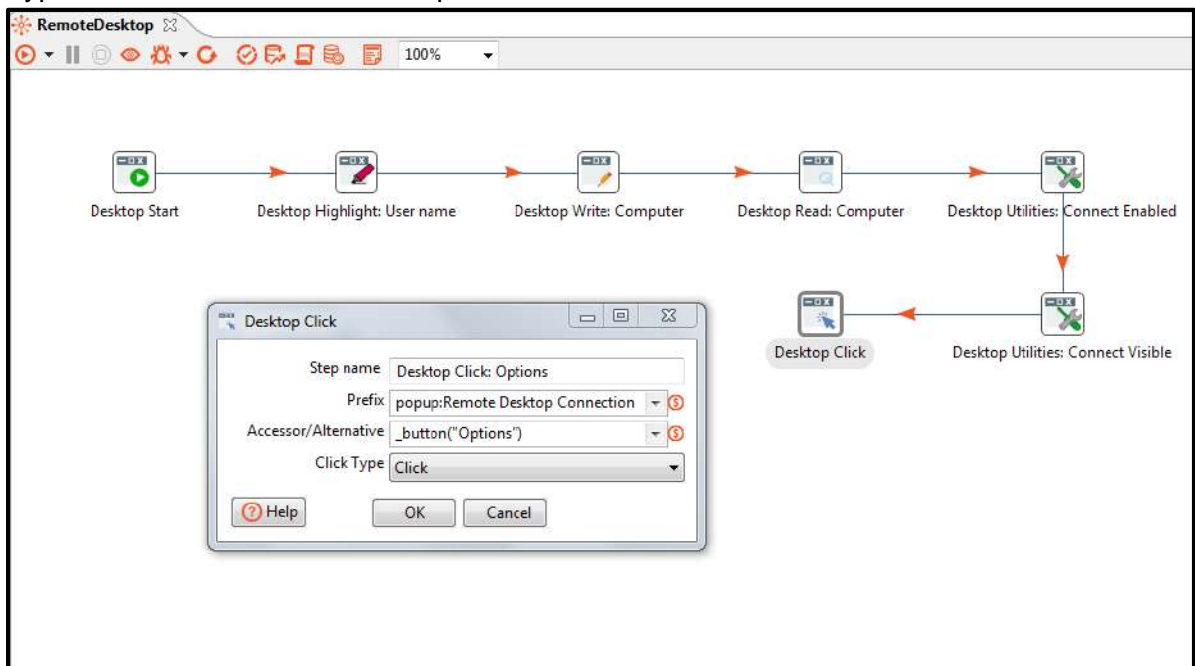 RemoteDesktop
100%
Desktop Start
Desktop Highlight: User name
Desktop Write: Computer
Desktop Read: Computer
Desktop Utilities: Connect Enabled
Desktop Click
Desktop Utilities: Connect Visible
Desktop Click
Step name Desktop Click: Options
Prefix popup:Remote Desktop Connection
Accessor/Alternative _button("Options")
Click Type Click
Help OK Cancel